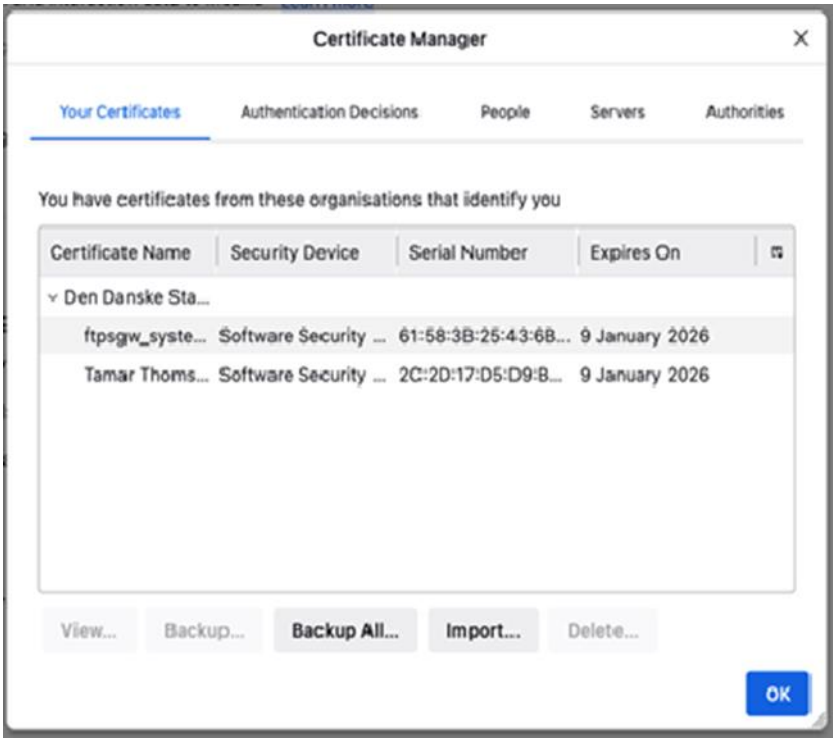 Learn more
Certificate Manager
Your Certificates Authentication Decisions People Servers Authorities
You have certificates from these organisations that identify you
Certificate Name Security Device Serial Number Expires On
Den Danske Sta...
ftpsgw_syste... Software Security ... 61:58:3B:25:43:6B... 9 January 2026
Tamar Thoms... Software Security ... 2C:2D:17:D5:D9:B... 9 January 2026
View... Backup... Backup All... Import... Delete...
OK